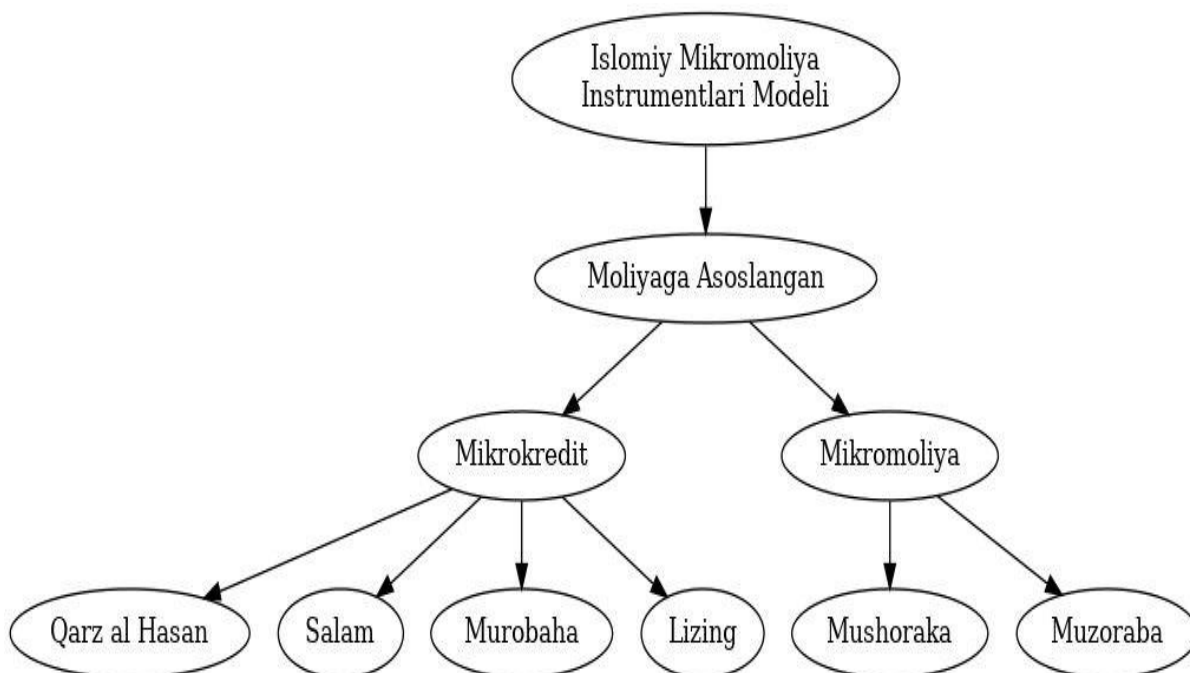 Islomiy Mikromoliya
Instrumentlari Modeli
Moliyaga Asoslangan
Mikrokredit
Mikromoliya
Qarz al Hasan
Salam
Murobaha
Lizing
Mushoraka
Muzoraba